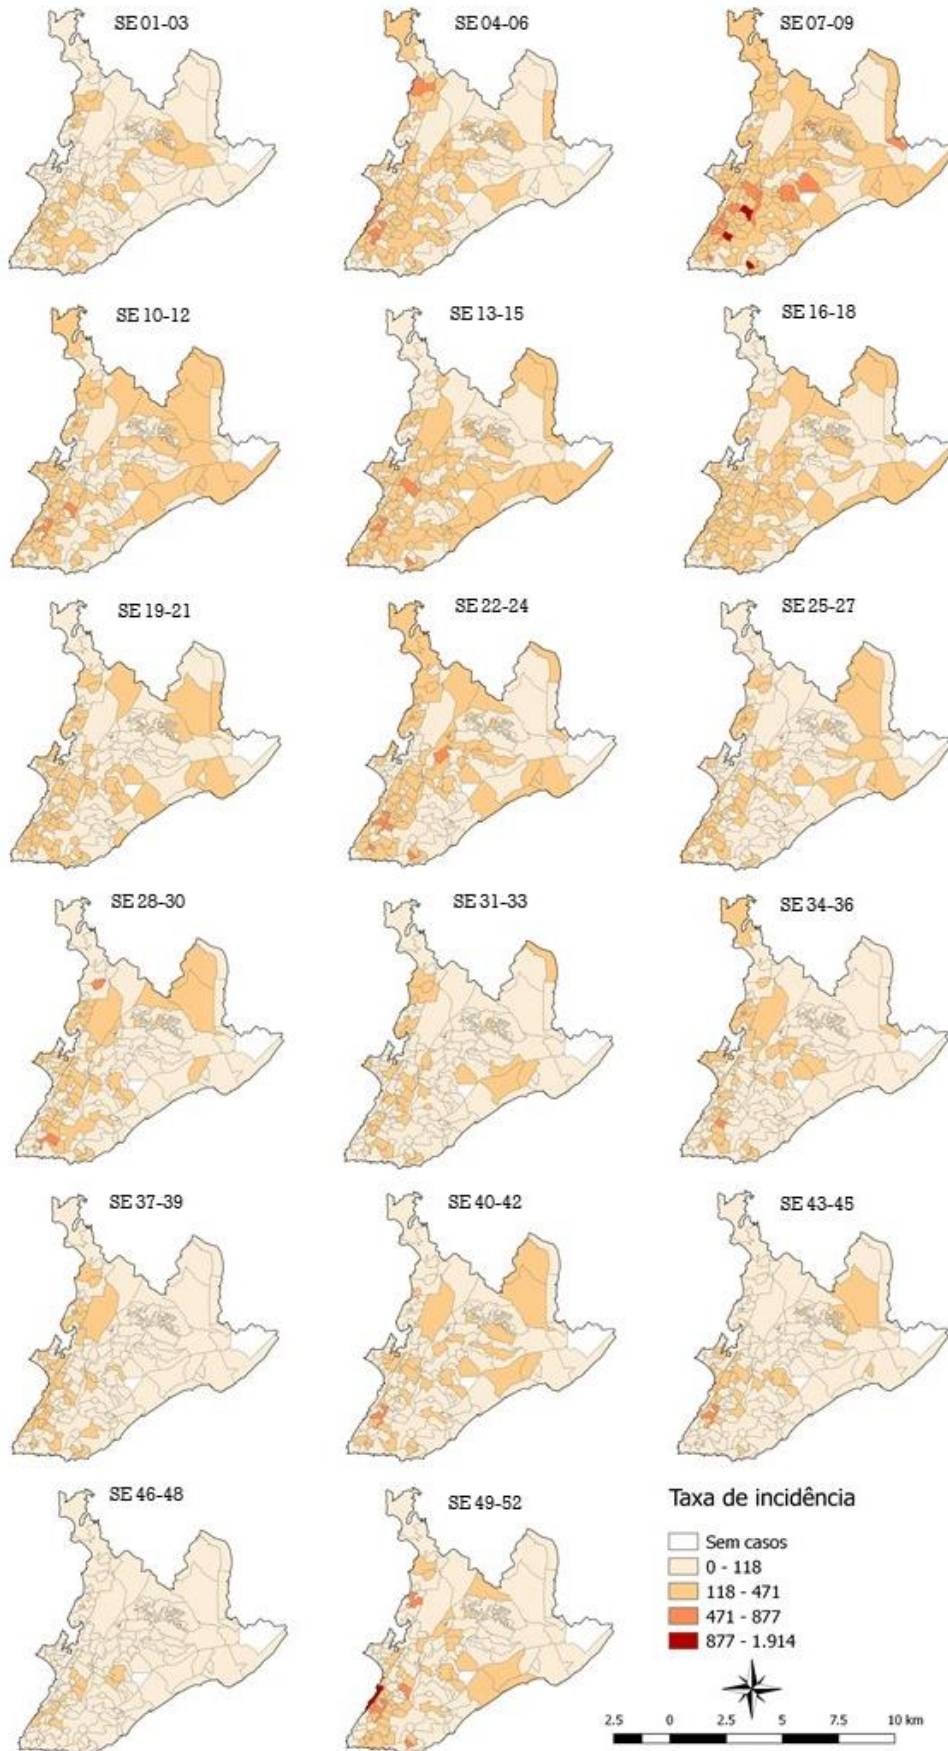 SE 01-03
SE 04-06
SE 07-09
SE 10-12
SE 13-15
SE 16-18
SE 19-21
SE 22-24
SE 25-27
SE 28-30
SE 31-33
SE 34-36
SE 37-39
SE 40-42
SE 43-45
SE 46-48
SE 49-52
Taxa de incidência
Sem casos
0 - 118
118 - 471
471 - 877
877 - 1.914
2.5 0 2.5 5 7.5 10 km